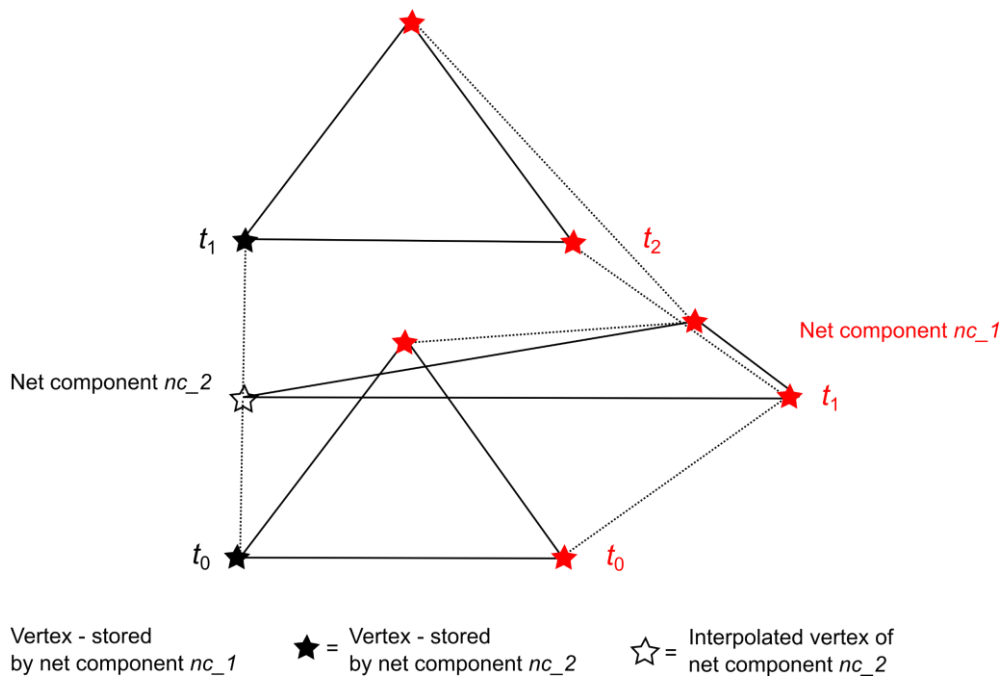 t1
t2
Net component nc_1
Net component nc_2
t1
t0
t0
Vertex - stored
by net component nc_1
= Vertex - stored
by net component nc_2
= Interpolated vertex of
net component nc_2